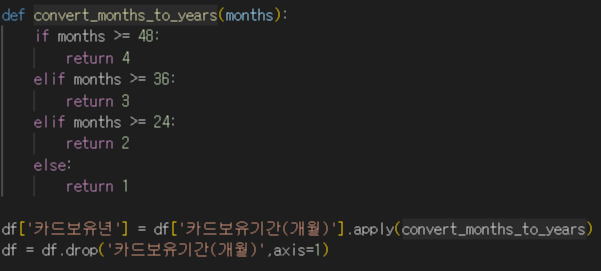 def convert_months_to_years(months):
    if months >= 48:
        return 4
    elif months >= 36:
        return 3
    elif months >= 24:
        return 2
    else:
        return 1
df['카드보유년'] = df['카드보유기간(개월)'].apply(convert_months_to_years)
df = df.drop('카드보유기간(개월)',axis=1)